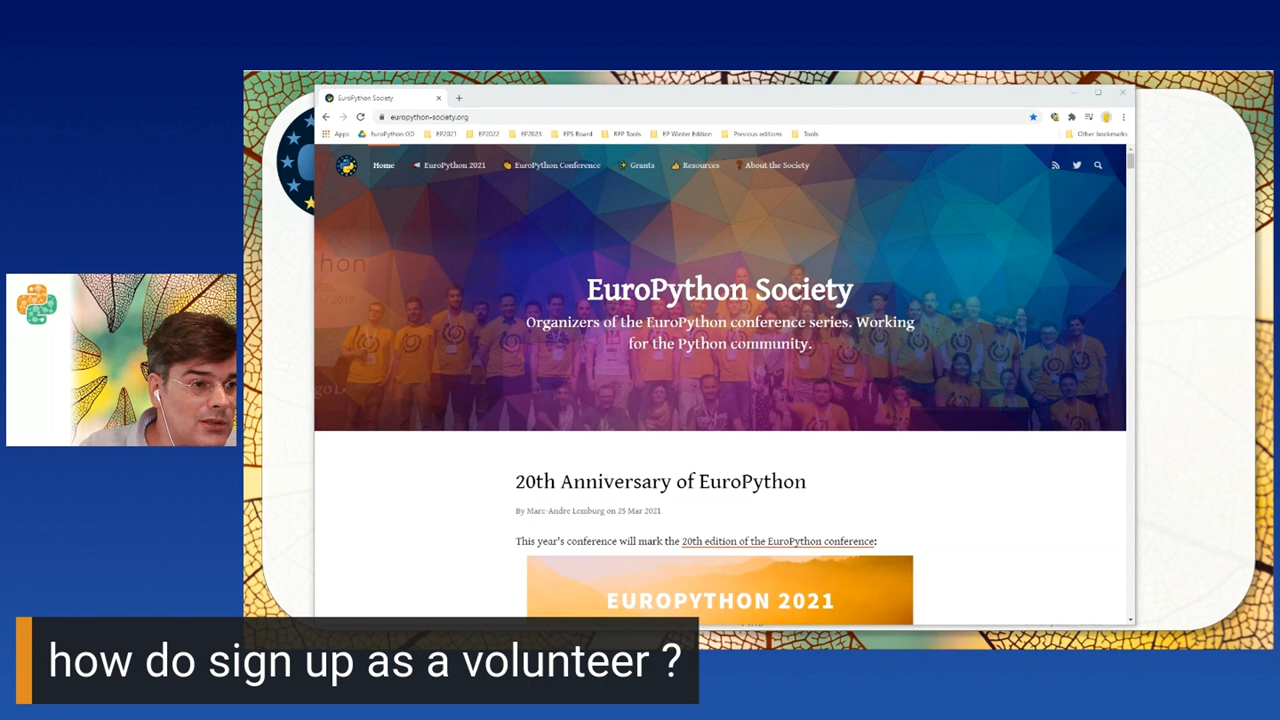 EuroPython Society
europython-society.org
Apps
EuroPython GD
EP2021
EP2022
EP2023
EPS Board
RFP Tools
EP Winter Edition
Previous editions
Tools
Other bookmarks
Home
EuroPython 2021
EuroPython Conference
Grants
Resources
About the Society
EuroPython Society
Organizers of the EuroPython conference series. Working
for the Python community.
20th Anniversary of EuroPython
By Marc-Andre Lemburg on 25 Mar 2021
This year's conference will mark the 20th edition of the EuroPython conference:
EUROPYTHON 2021
how do sign up as a volunteer ?